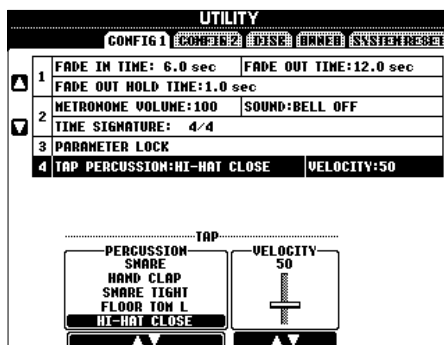 UTILITY
CONFIG 1 CONFIG 2 DISK OWNER SYSTEM RESET
1 FADE IN TIME: 6.0 sec FADE OUT TIME:12.0 sec
FADE OUT HOLD TIME:1.0 sec
2 METRONOME VOLUME:100 SOUND:BELL OFF
TIME SIGNATURE: 4/4
3 PARAMETER LOCK
4 TAP PERCUSSION:HI-HAT CLOSE VELOCITY:50
TAP
PERCUSSION VELOCITY
SNARE 50
HAND CLAP
SNARE TIGHT
FLOOR TOM L
HI-HAT CLOSE